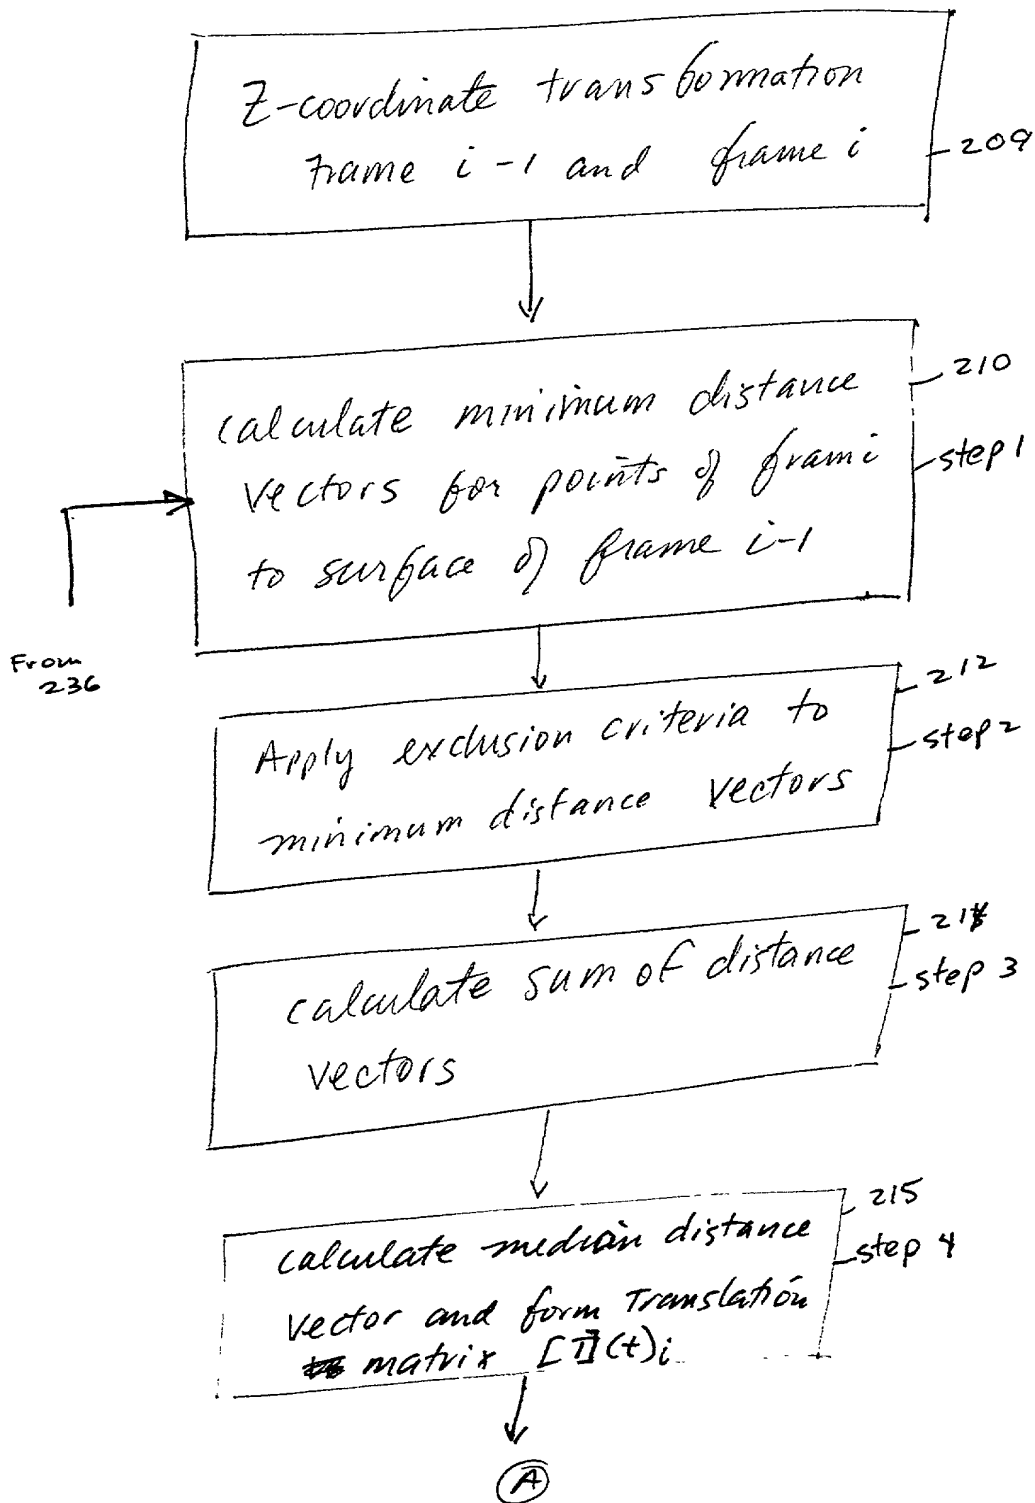 Z-coordinate transformation
frame i-1 and frame i
209
210
calculate minimum distance
vectors for points of frami
step 1
to surface of frame i-1
From
236
212
Apply exclusion criteria to
step 2
minimum distance vectors
calculate sum of distance
step 3
vectors
215
calculate median distance
step 4
vector and form Translation
matrix [T](t)i
A